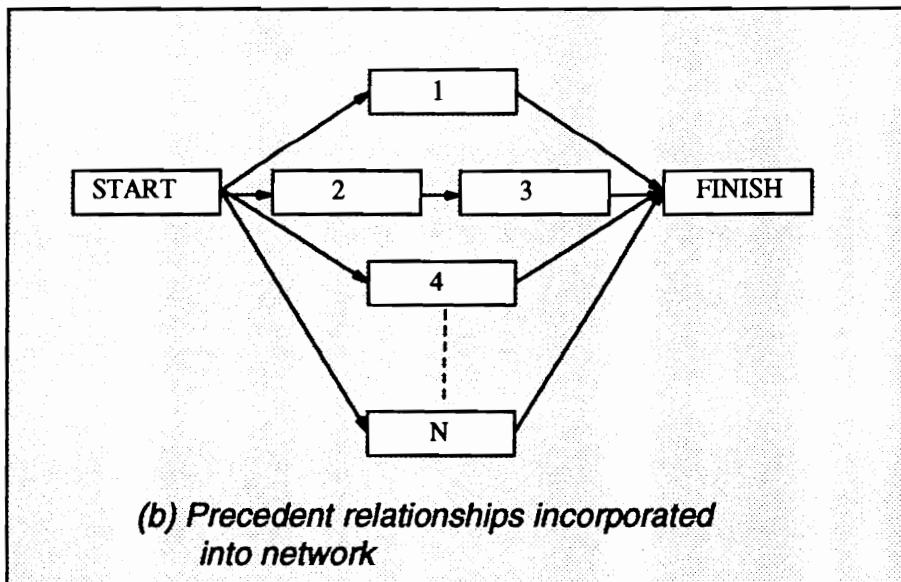 1
START
2
3
FINISH
4
N
(b) Precedent relationships incorporated
into network